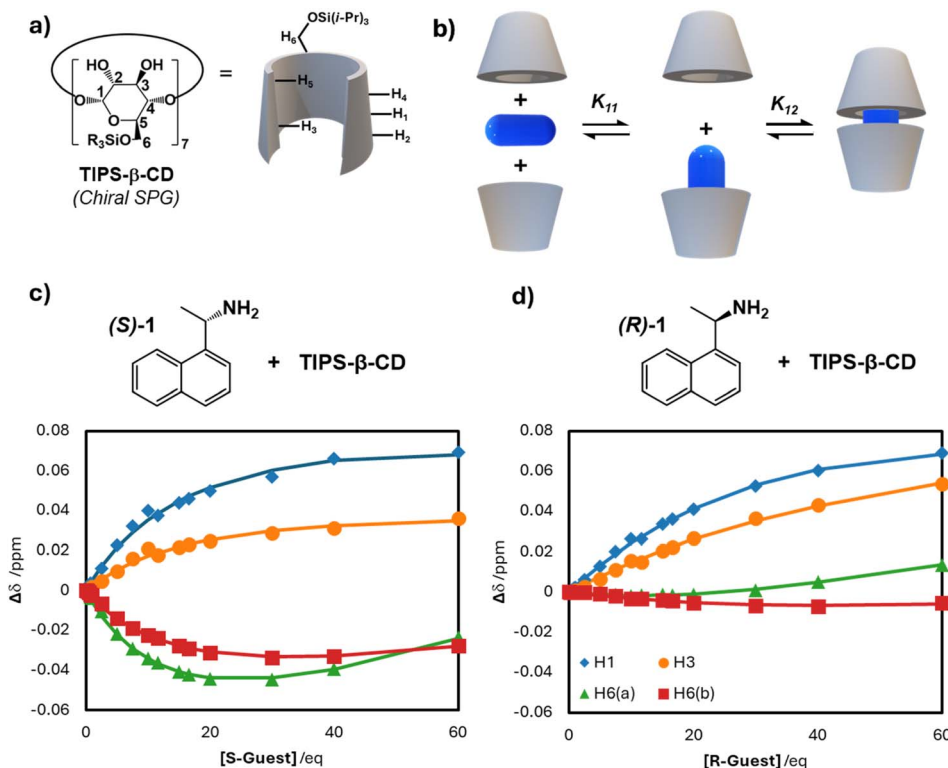 a)
OSi(i-Pr)3
H6
HO
OH
2
3
1
4
5
O
O
O
R3SiO
6
7
=
H5
H3
H4
H1
H2
TIPS-β-CD
(Chiral SPG)
b)
+
+
K11
+
K12
c)
(S)-1
NH2
+ TIPS-β-CD
d)
(R)-1
NH2
+ TIPS-β-CD
Δδ /ppm
0.08
0.06
0.04
0.02
0
-0.02
-0.04
-0.06
0 20 40 60
[S-Guest] /eq
Δδ /ppm
0.08
0.06
0.04
0.02
0
-0.02
-0.04
-0.06
H1 H3
H6(a) H6(b)
0 20 40 60
[R-Guest] /eq